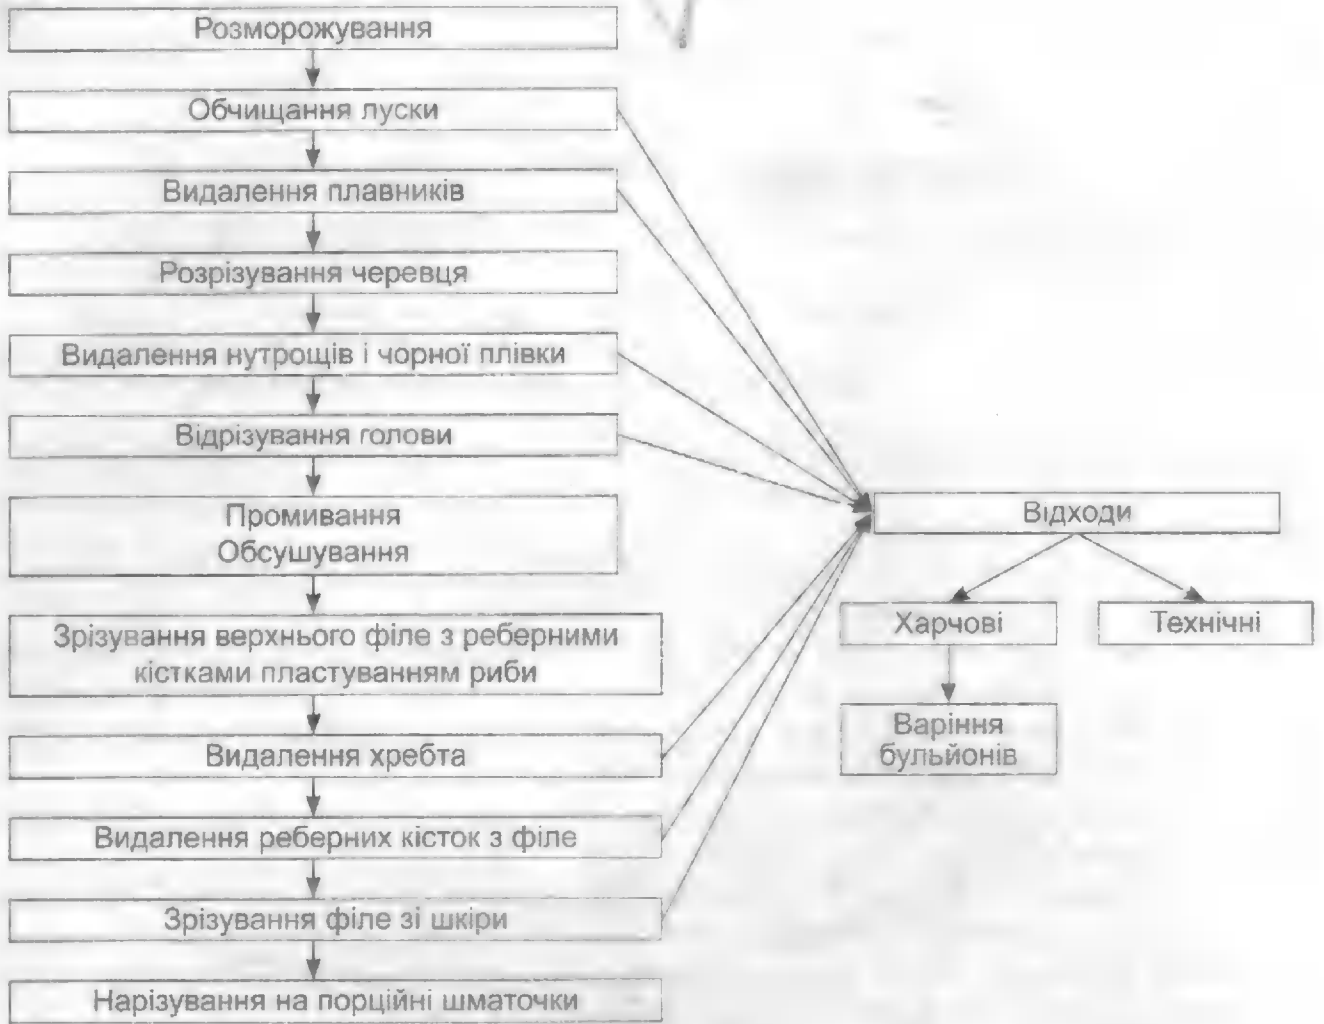 Розморожування
Обчищання луски
Видалення плавників
Розрізування черевця
Видалення нутрощів і чорної плівки
Відрізування голови
Промивання
Обсушування
Зрізування верхнього філе з реберними
кістками пластуванням риби
Видалення хребта
Видалення реберних кісток з філе
Зрізування філе зі шкіри
Нарізування на порційні шматочки
Відходи
Харчові
Технічні
Варіння
бульйонів